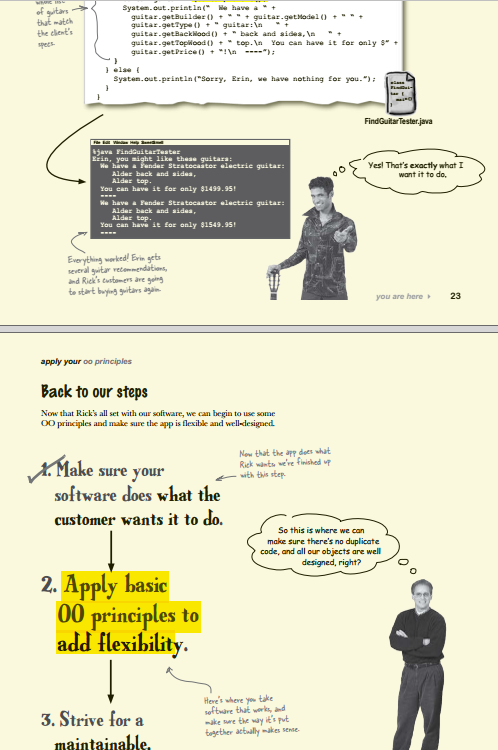 of guitars
that match
the client's
specs.
System.out.println(" We have a " +
guitar.getBuilder() + " " + guitar.getModel() + " " +
guitar.getType() + " guitar:\n " +
guitar.getBackWood() + " back and sides,\n " +
guitar.getTopWood() + " top.\n You can have it for only $" +
guitar.getPrice() + "!\n ----");
}
} else {
System.out.println("Sorry, Erin, we have nothing for you.");
}
}
FindGuitarTester.java
File Edit Window Help SweetSmell
%java FindGuitarTester
Erin, you might like these guitars:
We have a Fender Stratocastor electric guitar:
Alder back and sides,
Alder top.
You can have it for only $1499.95!
----
We have a Fender Stratocastor electric guitar:
Alder back and sides,
Alder top.
You can have it for only $1549.95!
----
Yes! That's exactly what I
want it to do.
Everything worked! Erin gets
several guitar recommendations,
and Rick's customers are going
to start buying guitars again.
you are here
23
apply your oo principles
Back to our steps
Now that Rick's all set with our software, we can begin to use some
OO principles and make sure the app is flexible and well-designed.
1. Make sure your
software does what the
customer wants it to do.
Now that the app does what
Rick wants, we're finished up
with this step.
So this is where we can
make sure there's no duplicate
code, and all our objects are well
designed, right?
2. Apply basic
OO principles to
add flexibility.
Here's where you take
software that works, and
make sure the way it's put
together actually makes sense.
3. Strive for a
maintainable,